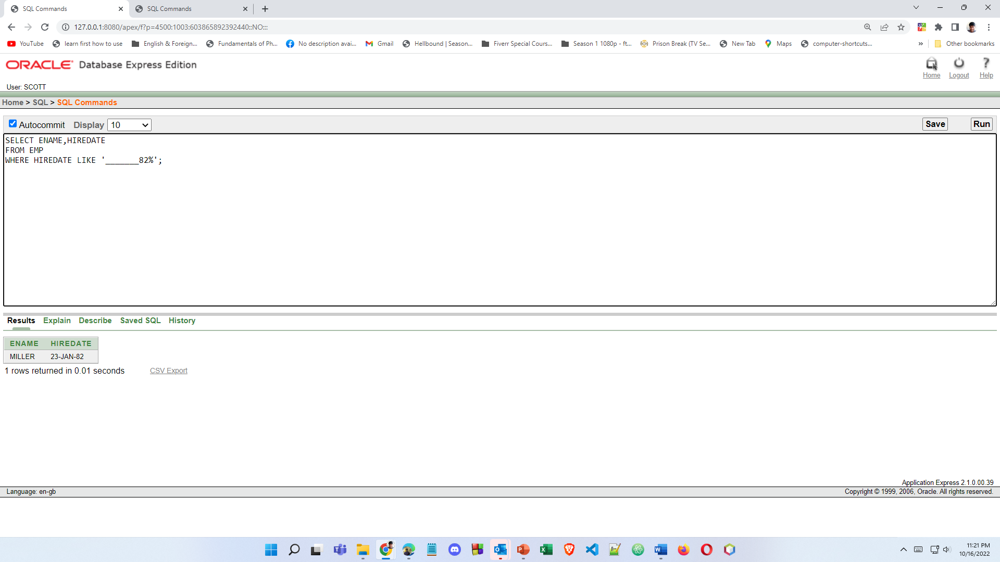 SQL Commands
SQL Commands
127.0.0.1:8080/apex/f?p=4500:1003:603865892392440::NO:::
YouTube
learn first how to use
English & Foreign...
Fundamentals of Ph...
No description avai...
Gmail
Hellbound | Season...
Fiverr Special Cours...
Season 1 1080p - ft...
Prison Break (TV Se...
New Tab
Maps
computer-shortcuts...
»
Other bookmarks
ORACLE Database Express Edition
Home
Logout
Help
User: SCOTT
Home > SQL > SQL Commands
Autocommit Display 10
Save
Run
SELECT ENAME,HIREDATE
FROM EMP
WHERE HIREDATE LIKE '_______82%';
Results Explain Describe Saved SQL History
ENAME HIREDATE
MILLER 23-JAN-82
1 rows returned in 0.01 seconds
CSV Export
Application Express 2.1.0.00.39
Language: en-gb
Copyright © 1999, 2006, Oracle. All rights reserved.
11:21 PM
10/16/2022